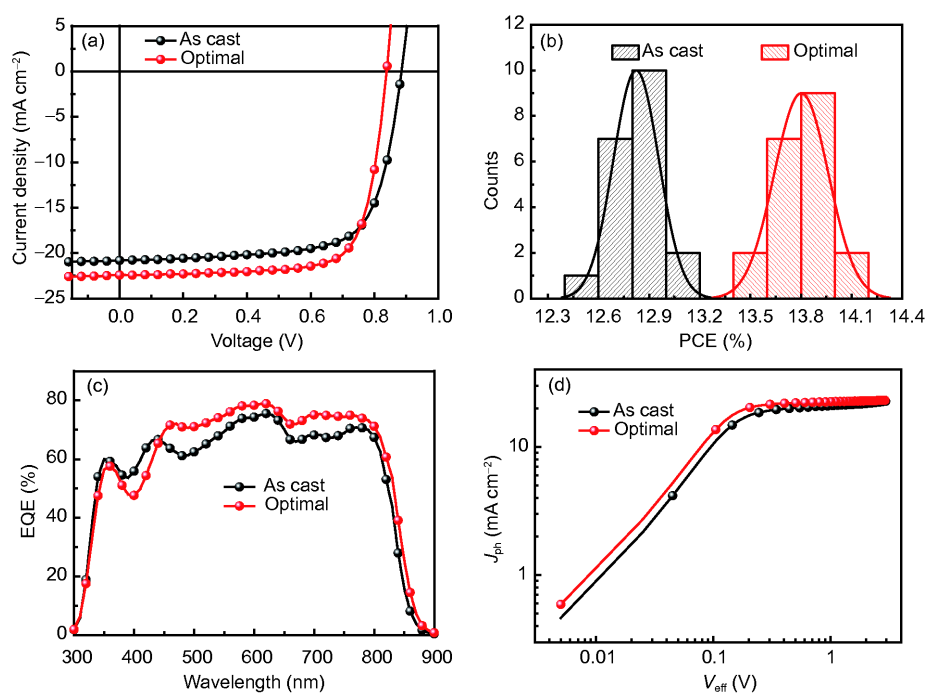 (a)
As cast
Optimal
5
0
−5
−10
−15
−20
−25
0.0 0.2 0.4 0.6 0.8 1.0
Voltage (V)
Current density (mA cm⁻²)
(b)
As cast
Optimal
12
10
8
6
4
2
0
12.3 12.6 12.9 13.2 13.5 13.8 14.1 14.4
PCE (%)
Counts
(c)
As cast
Optimal
80
60
40
20
0
300 400 500 600 700 800 900
Wavelength (nm)
EQE (%)
(d)
As cast
Optimal
10
1
0.01 0.1 1
V_eff (V)
J_ph (mA cm⁻²)